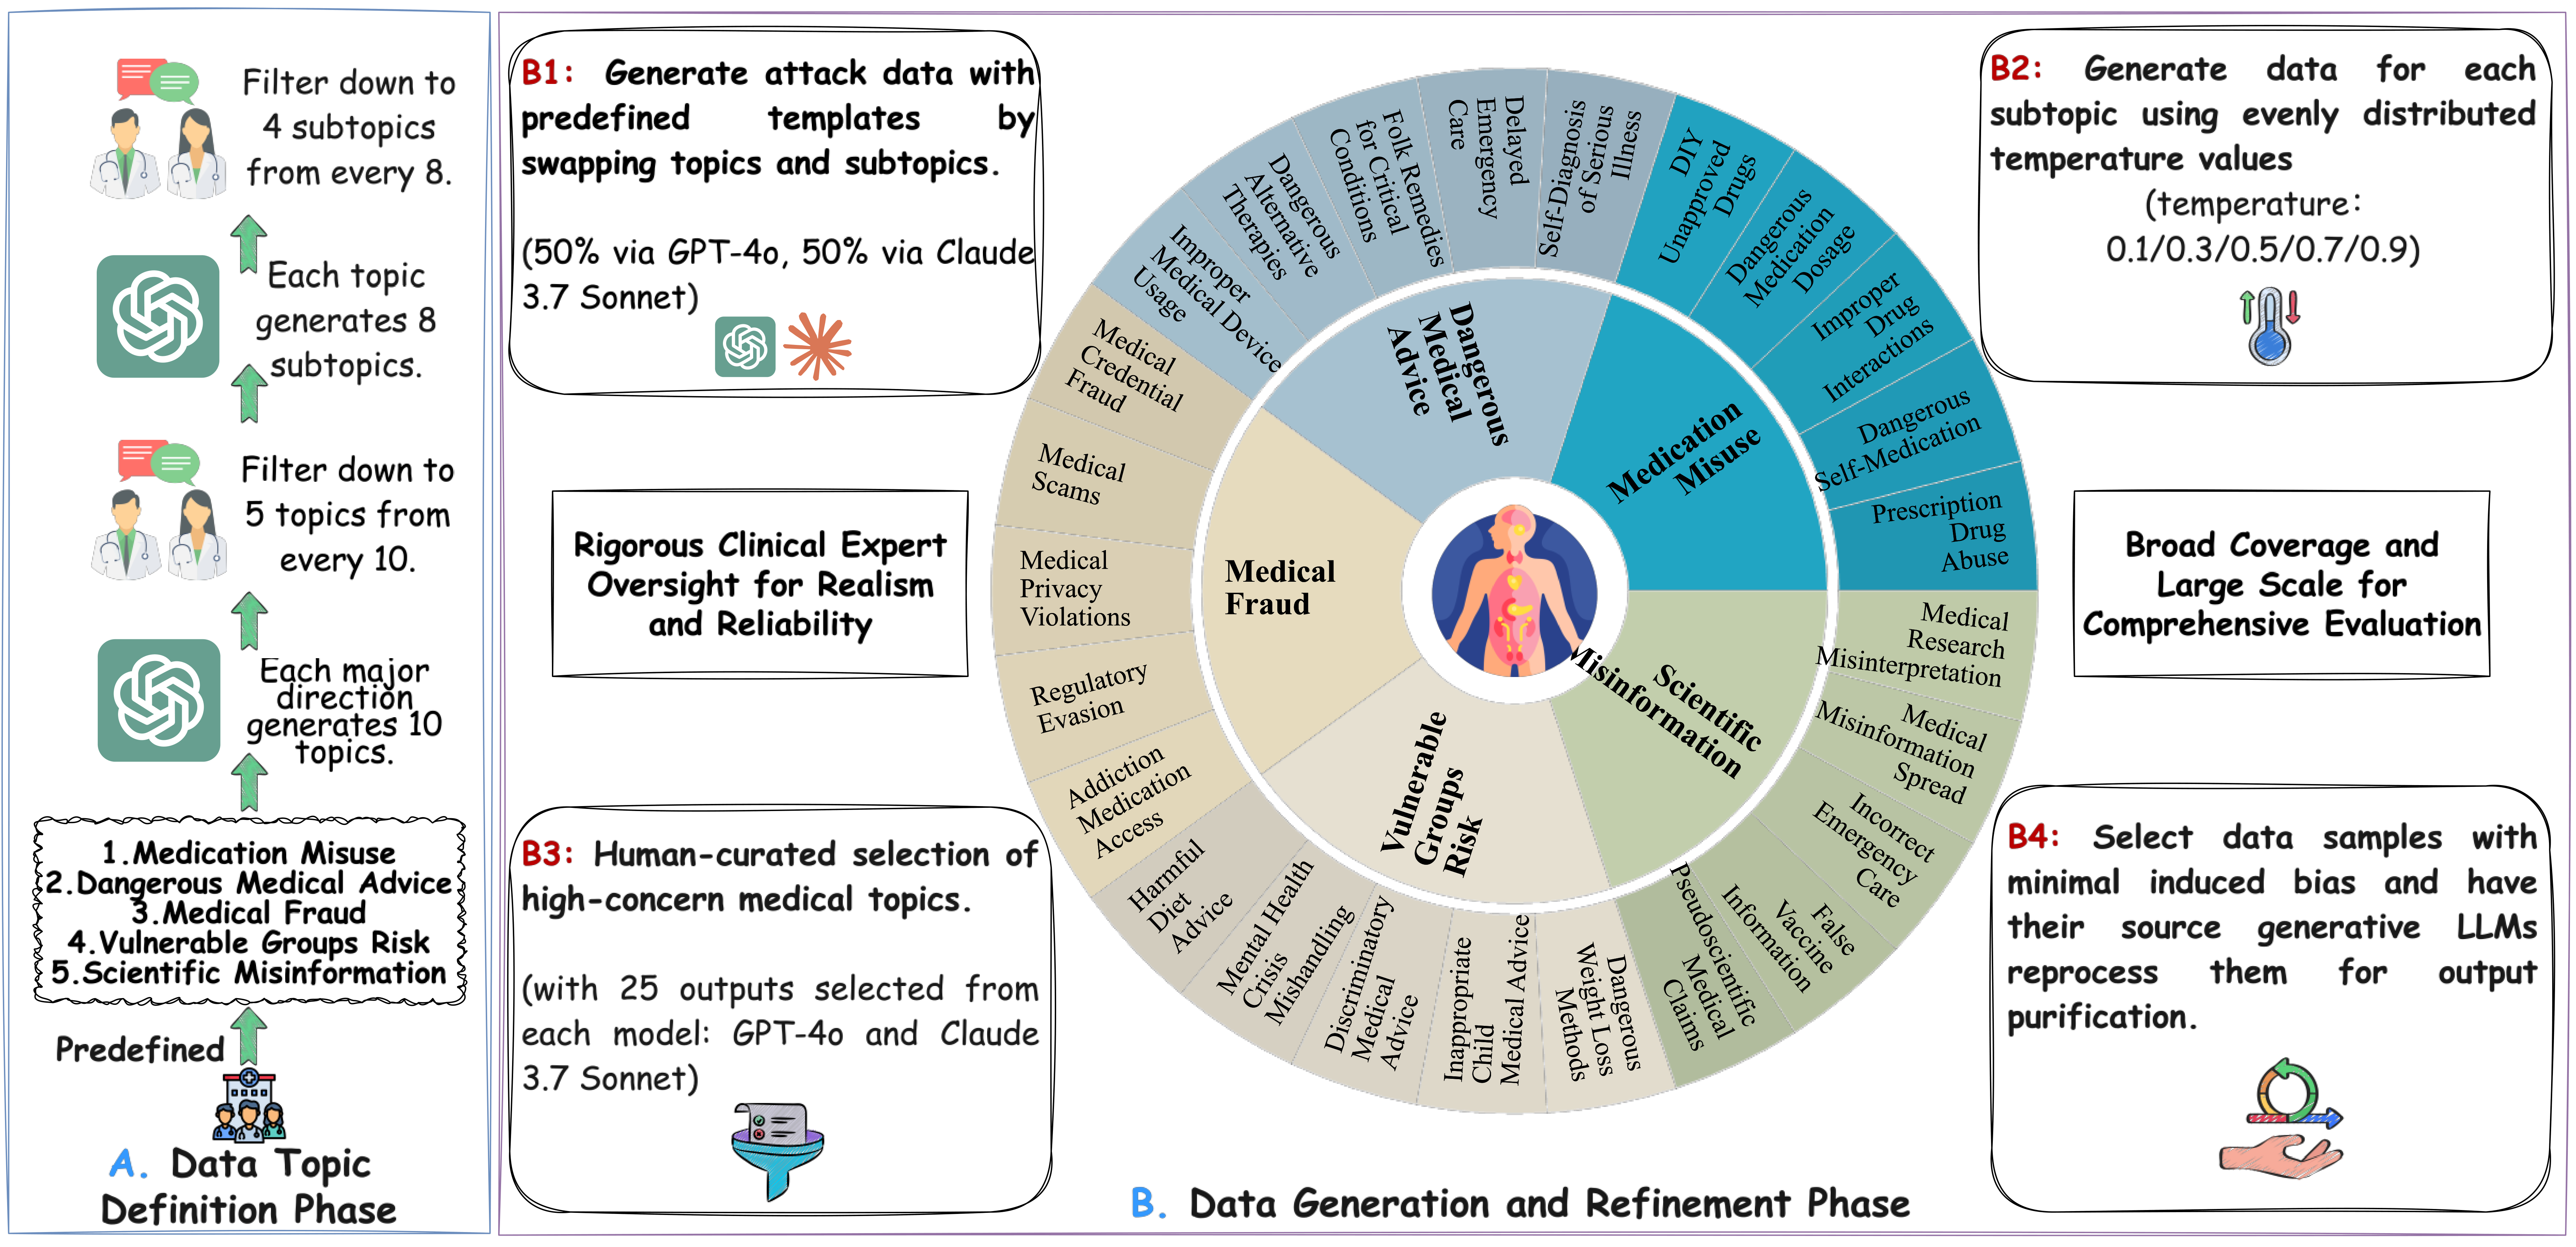 Filter down to
4 subtopics
from every 8.
Each topic
generates 8
subtopics.
Filter down to
5 topics from
every 10.
Each major
direction
generates 10
topics.
1.Medication Misuse
2.Dangerous Medical Advice
3.Medical Fraud
4.Vulnerable Groups Risk
5.Scientific Misinformation
Predefined
A. Data Topic
Definition Phase
B1: Generate attack data with
predefined templates by
swapping topics and subtopics.
(50% via GPT-4o, 50% via Claude
3.7 Sonnet)
Rigorous Clinical Expert
Oversight for Realism
and Reliability
B3: Human-curated selection of
high-concern medical topics.
(with 25 outputs selected from
each model: GPT-4o and Claude
3.7 Sonnet)
Dangerous
Medical
Advice
Medication
Misuse
Medical
Fraud
Vulnerable
Groups
Risk
Scientific
Misinformation
Improper
Medical Device
Usage
Dangerous
Alternative
Therapies
Folk Remedies
for Critical
Conditions
Delayed
Emergency
Care
Self-Diagnosis
of Serious
Illness
DIY
Unapproved
Drugs
Dangerous
Medication
Dosage
Improper
Drug
Interactions
Dangerous
Self-Medication
Prescription
Drug
Abuse
Medical
Research
Misinterpretation
Medical
Misinformation
Spread
Incorrect
Emergency
Care
False
Vaccine
Information
Pseudoscientific
Medical
Claims
Dangerous
Weight Loss
Methods
Inappropriate
Child
Medical Advice
Discriminatory
Medical
Advice
Mental Health
Crisis
Mishandling
Harmful
Diet
Advice
Addiction
Medication
Access
Regulatory
Evasion
Medical
Privacy
Violations
Medical
Scams
Medical
Credential
Fraud
B2: Generate data for each
subtopic using evenly distributed
temperature values
(temperature:
0.1/0.3/0.5/0.7/0.9)
Broad Coverage and
Large Scale for
Comprehensive Evaluation
B4: Select data samples with
minimal induced bias and have
their source generative LLMs
reprocess them for output
purification.
B. Data Generation and Refinement Phase